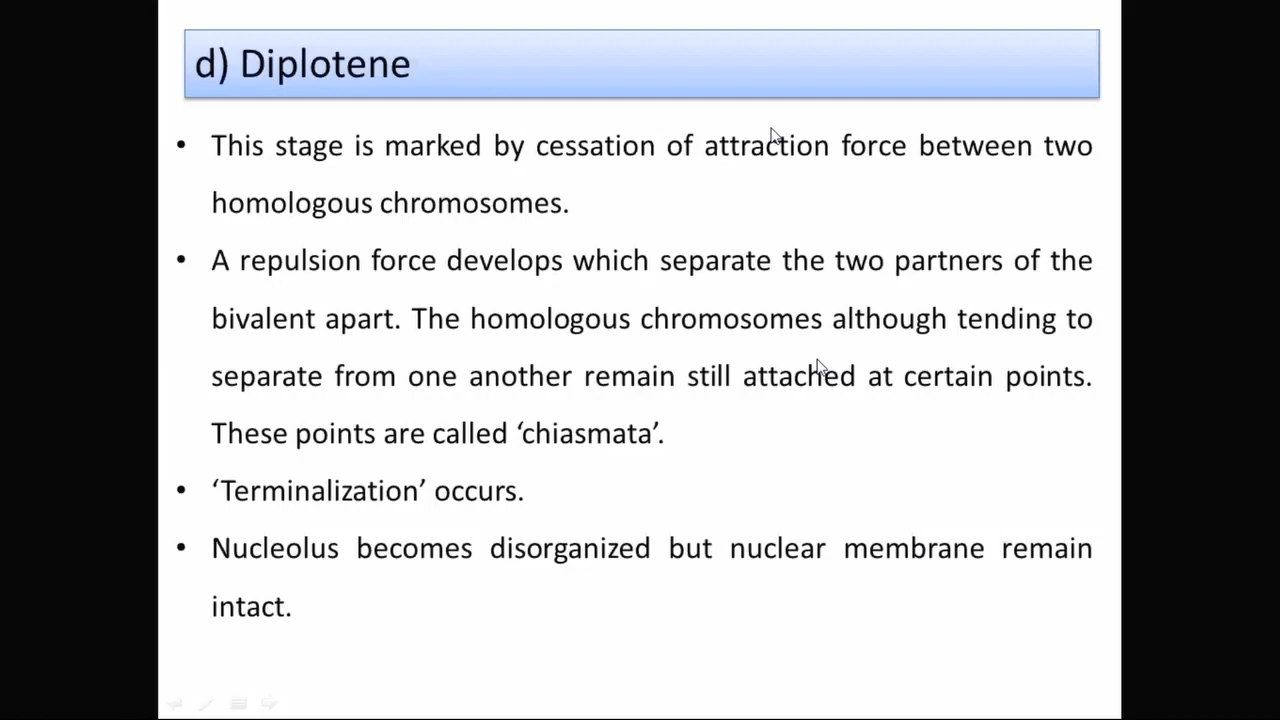 d) Diplotene
• This stage is marked by cessation of attraction force between two
homologous chromosomes.
• A repulsion force develops which separate the two partners of the
bivalent apart. The homologous chromosomes although tending to
separate from one another remain still attached at certain points.
These points are called ‘chiasmata’.
• ‘Terminalization’ occurs.
• Nucleolus becomes disorganized but nuclear membrane remain
intact.